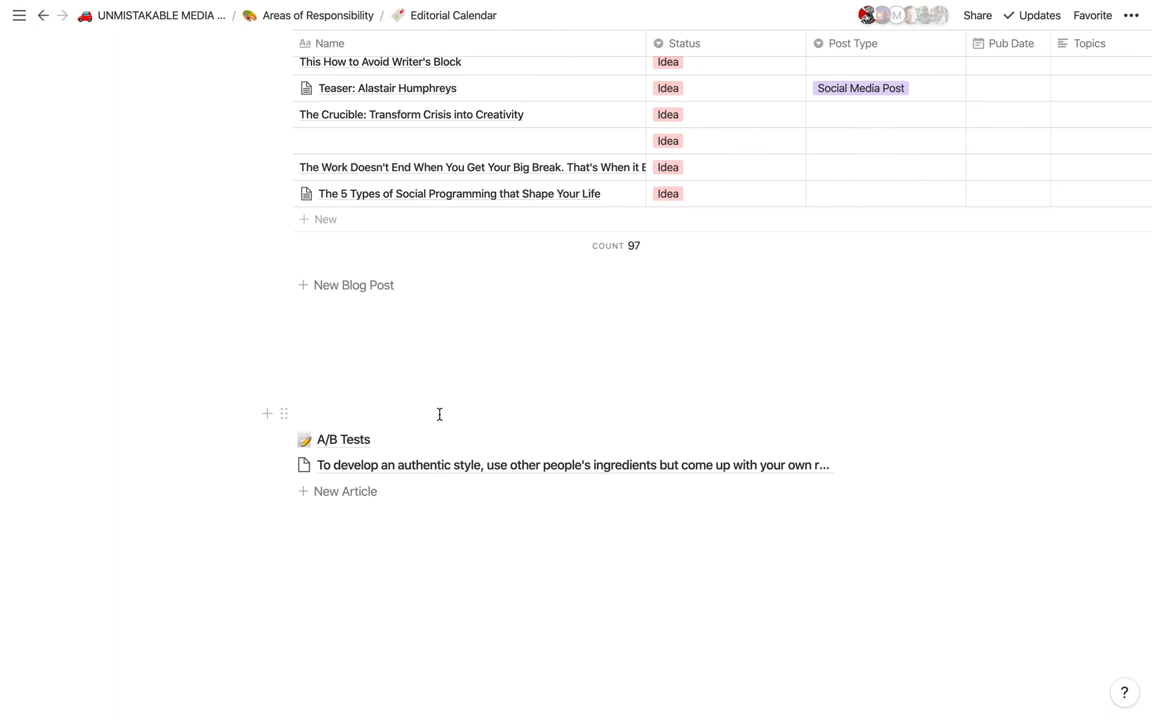 UNMISTAKABLE MEDIA ... / Areas of Responsibility / Editorial Calendar
M
Share Updates Favorite
Aa Name Status Post Type Pub Date Topics
This How to Avoid Writer's Block Idea
Teaser: Alastair Humphreys Idea Social Media Post
The Crucible: Transform Crisis into Creativity Idea
Idea
The Work Doesn't End When You Get Your Big Break. That's When it E Idea
The 5 Types of Social Programming that Shape Your Life Idea
+ New
COUNT 97
+ New Blog Post
A/B Tests
To develop an authentic style, use other people's ingredients but come up with your own r...
+ New Article
?